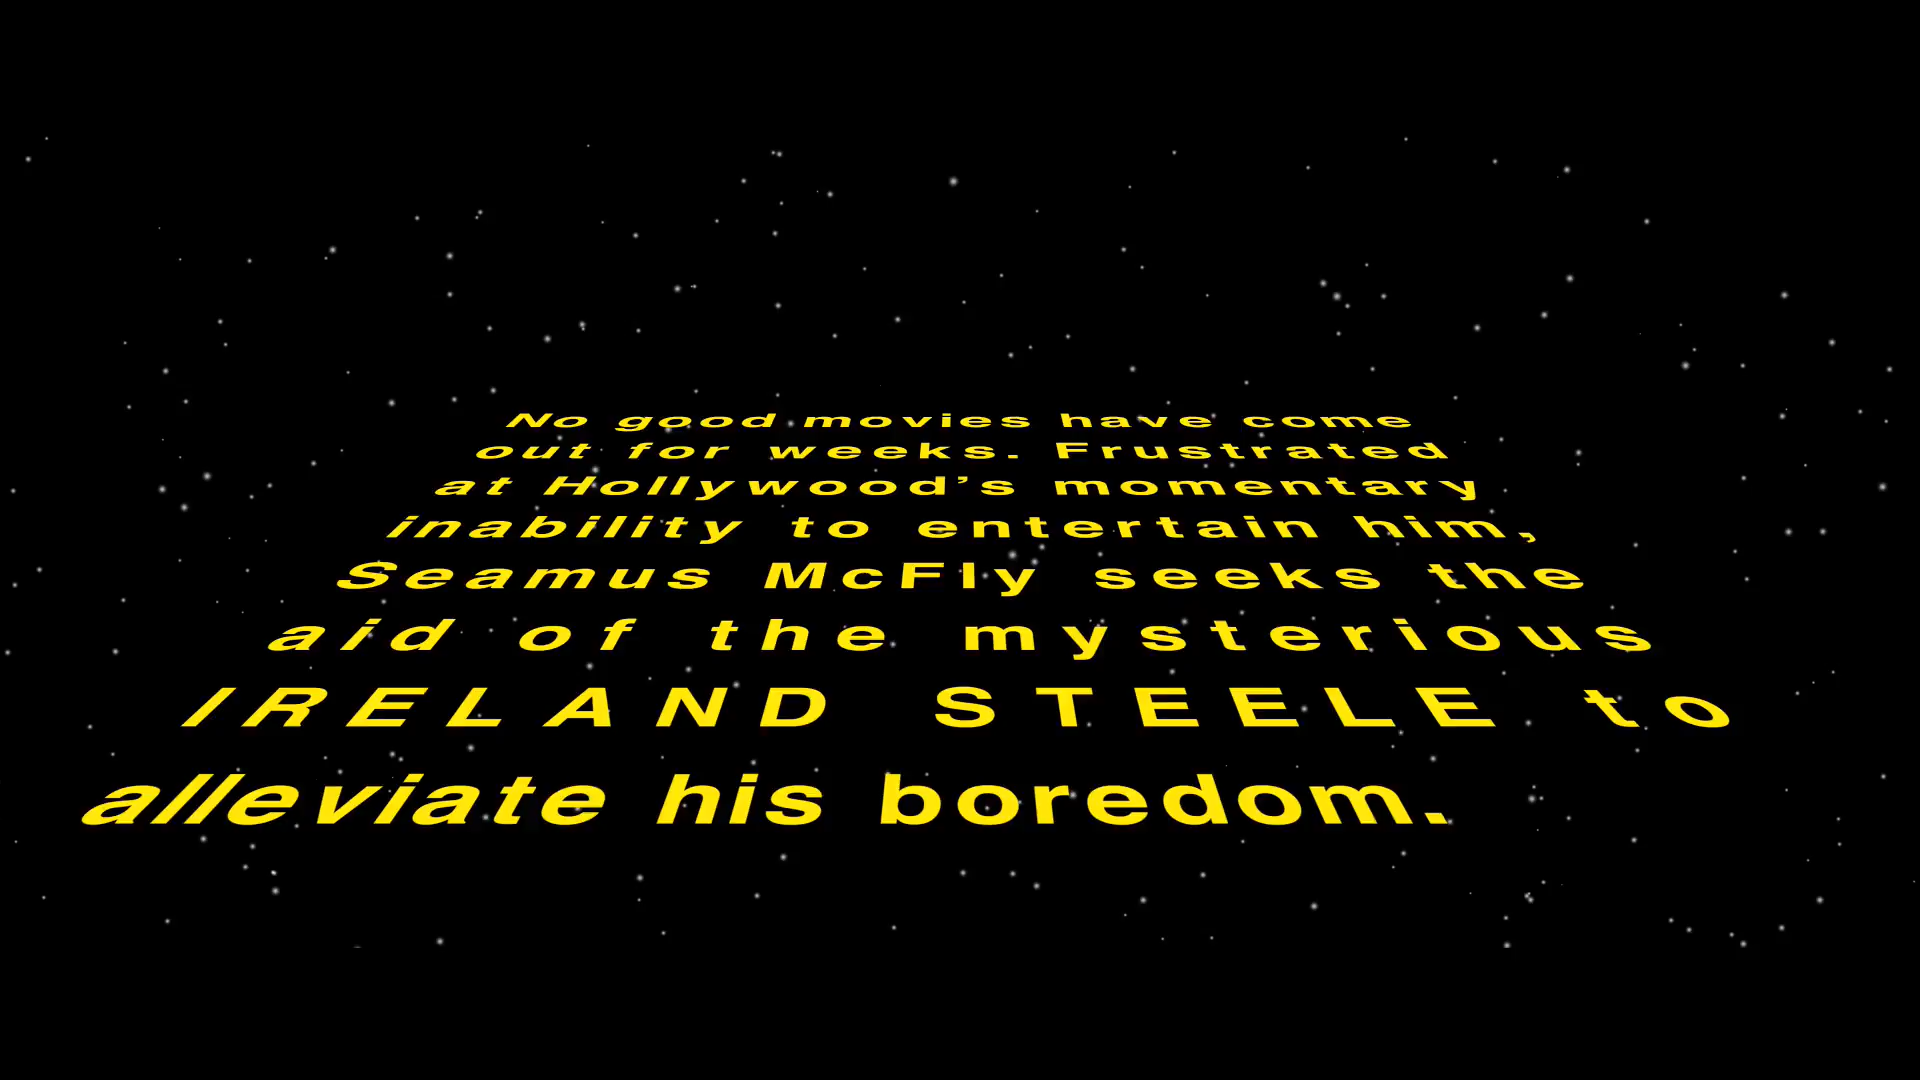 No good movies have come
out for weeks. Frustrated
at Hollywood’s momentary
inability to entertain him,
Seamus McFly seeks the
aid of the mysterious
IRELAND STEELE to
alleviate his boredom.